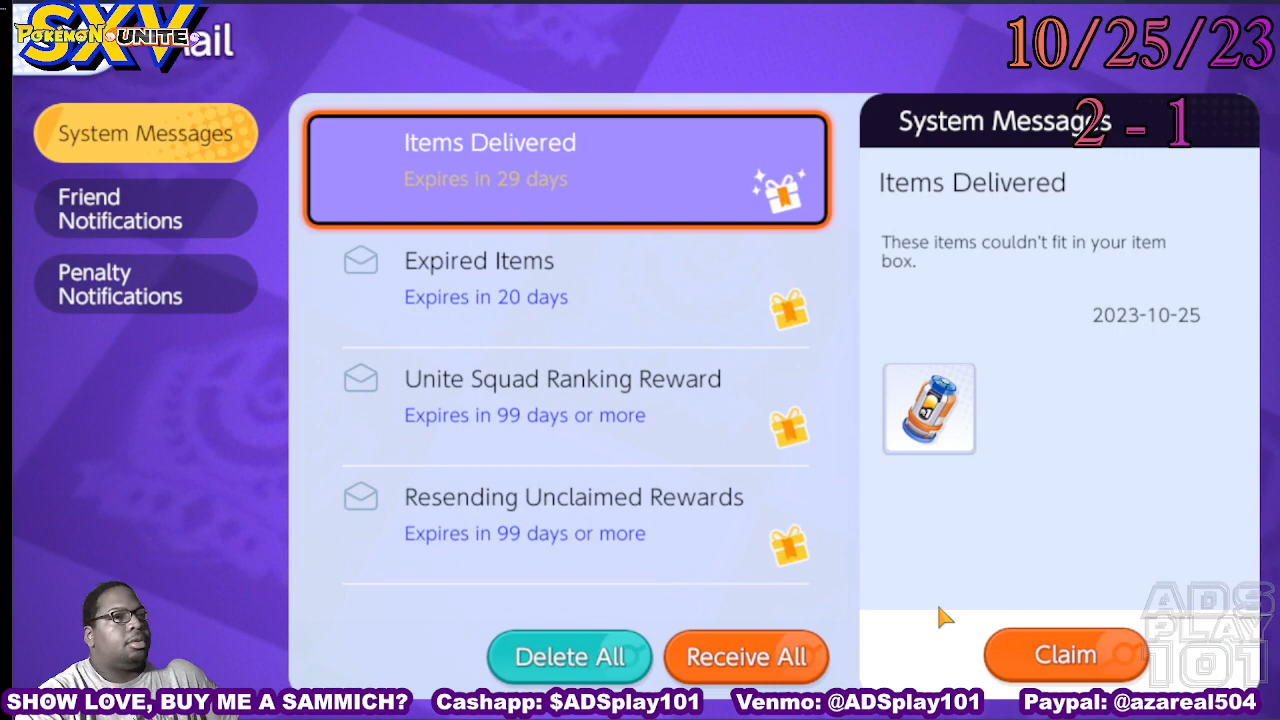 SXV
POKÉMON UNITE
ail
10/25/23
2 - 1
System Messages
Friend
Notifications
Penalty
Notifications
Items Delivered
Expires in 29 days
Expired Items
Expires in 20 days
Unite Squad Ranking Reward
Expires in 99 days or more
Resending Unclaimed Rewards
Expires in 99 days or more
Delete All
Receive All
System Messages
Items Delivered
These items couldn't fit in your item
box.
2023-10-25
Claim
ADS
PLAY
101
SHOW LOVE, BUY ME A SAMMICH? Cashapp: $ADSplay101 Venmo: @ADSplay101 Paypal: @azareal504